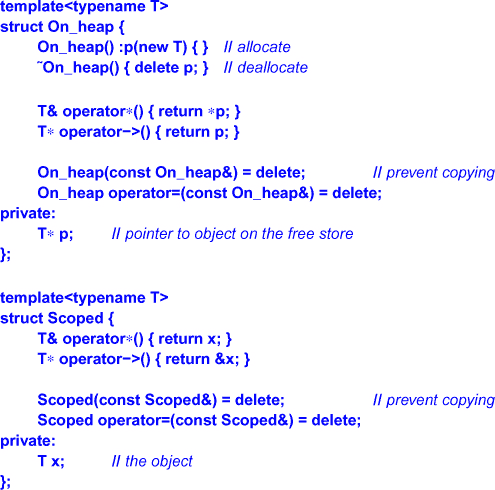 template<typename T>
struct On_heap {
On_heap() :p(new T) { } // allocate
˜On_heap() { delete p; } // deallocate
T& operator∗() { return ∗p; }
T∗ operator−>() { return p; }
On_heap(const On_heap&) = delete; // prevent copying
On_heap operator=(const On_heap&) = delete;
private:
T∗ p; // pointer to object on the free store
};
template<typename T>
struct Scoped {
T& operator∗() { return x; }
T∗ operator−>() { return &x; }
Scoped(const Scoped&) = delete; // prevent copying
Scoped operator=(const Scoped&) = delete;
private:
T x; // the object
};